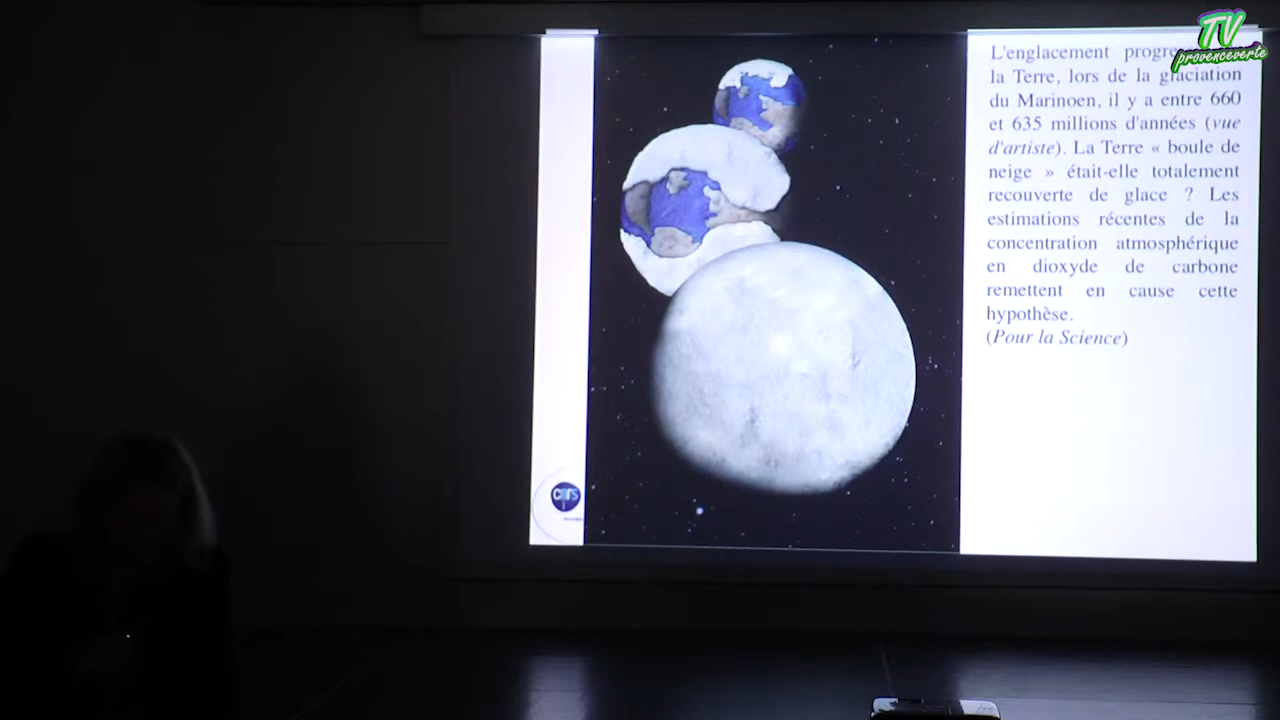 TV
provenceverte
L'englacement
la Terre, lors de la glaciation
du Marinoen, il y a entre 660
et 635 millions d'années (vue
d'artiste). La Terre « boule de
neige » était-elle totalement
recouverte de glace ? Les
estimations récentes de la
concentration atmosphérique
en dioxyde de carbone
remettent en cause cette
hypothèse.
(Pour la Science)
cnrs